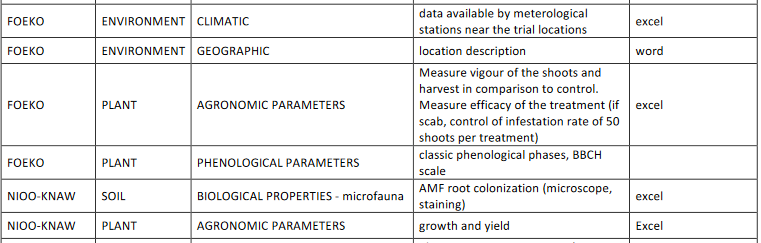 FOEKO ENVIRONMENT CLIMATIC data available by meterological stations near the trial locations excel
FOEKO ENVIRONMENT GEOGRAPHIC location description word
FOEKO PLANT AGRONOMIC PARAMETERS Measure vigour of the shoots and harvest in comparison to control. Measure efficacy of the treatment (if scab, control of infestation rate of 50 shoots per treatment) excel
FOEKO PLANT PHENOLOGICAL PARAMETERS classic phenological phases, BBCH scale
NIOO-KNAW SOIL BIOLOGICAL PROPERTIES - microfauna AMF root colonization (microscope, staining) excel
NIOO-KNAW PLANT AGRONOMIC PARAMETERS growth and yield Excel